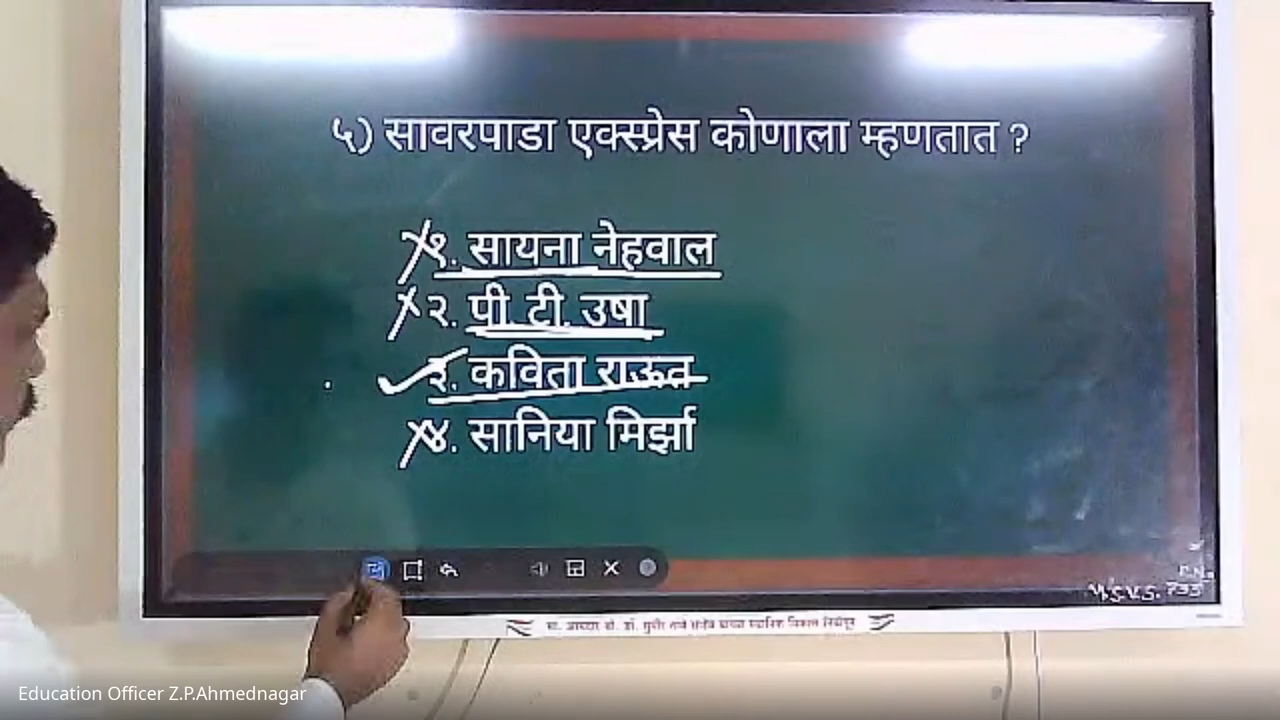 ५) सावरपाडा एक्स्प्रेस कोणाला म्हणतात ?
१. सायना नेहवाल
२. पी. टी. उषा
३. कविता राऊत
४. सानिया मिर्झा
Education Officer Z.P.Ahmednagar